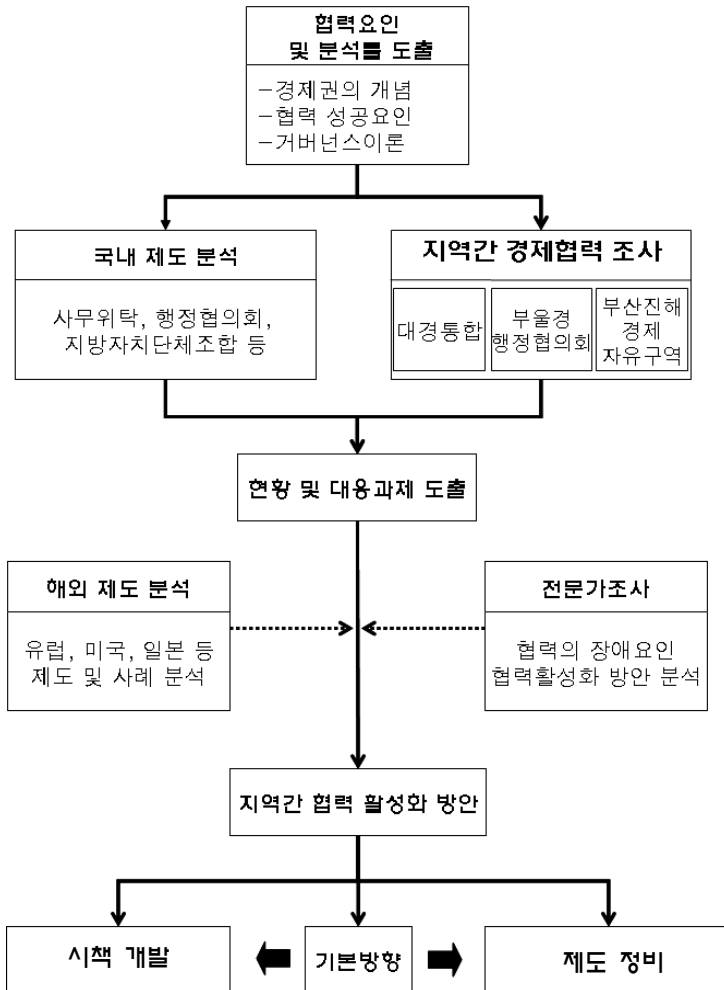 협력요인
및 분석틀 도출
-경제권의 개념
-협력 성공요인
-거버넌스이론
국내 제도 분석
사무위탁, 행정협의회,
지방자치단체조합 등
지역간 경제협력 조사
대경통합
부울경
행정협의회
부산진해
경제
자유구역
현황 및 대응과제 도출
해외 제도 분석
유럽, 미국, 일본 등
제도 및 사례 분석
전문가조사
협력의 장애요인
협력활성화 방안 분석
지역간 협력 활성화 방안
시책 개발
기본방향
제도 정비